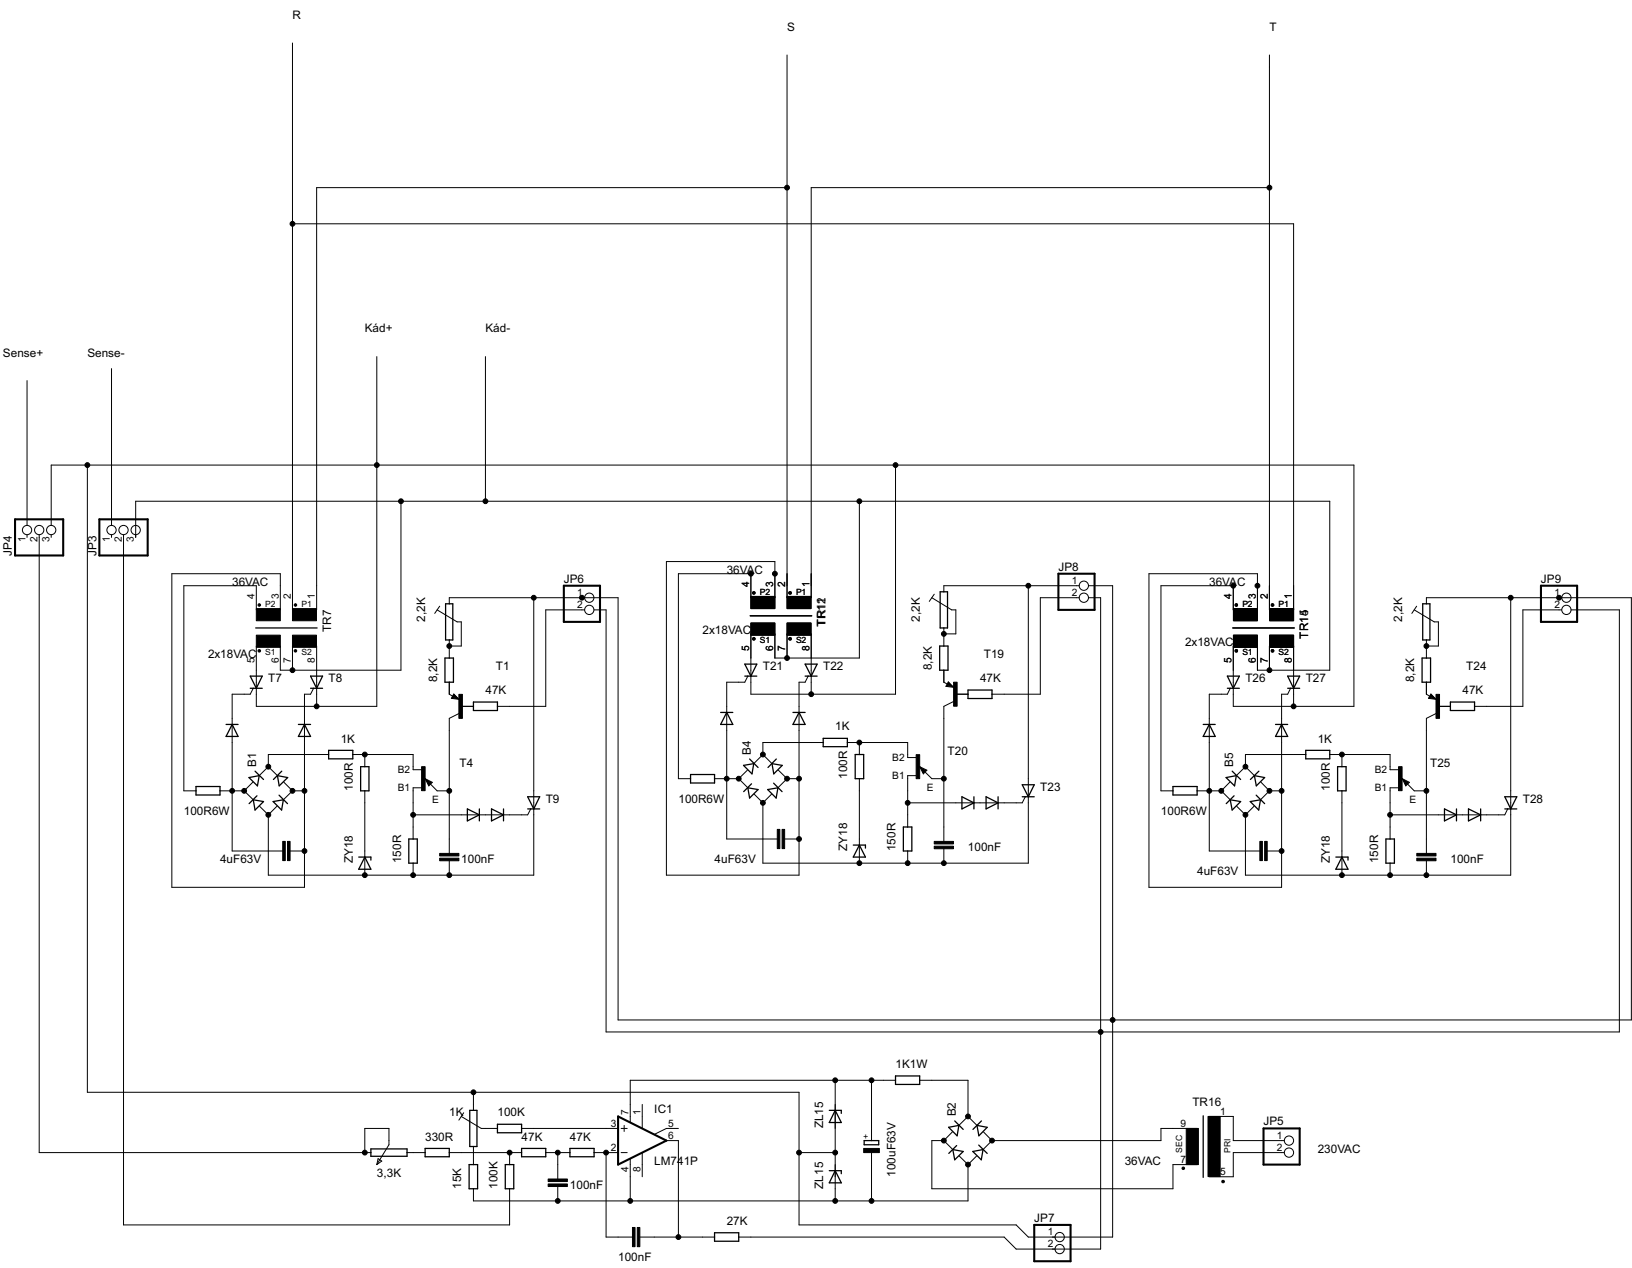 R
S
T
Kád+
Kád-
Sense+
Sense-
JP4
1
2
3
JP3
1
2
3
36VAC
4
3
2
1
P2
P1
TR7
2x18VAC
S1
S2
5
6
7
8
T7
T8
2,2K
8,2K
T1
47K
JP6
1
2
B1
1K
100R
100R6W
4uF63V
ZY18
B2
B1
E
T4
150R
100nF
T9
36VAC
4
3
2
1
P2
P1
2x18VAC
S1
S2
5
6
7
8
T21
T22
2,2K
8,2K
T19
47K
JP8
1
2
B4
1K
100R
100R6W
4uF63V
ZY18
B2
B1
E
T20
150R
100nF
T23
36VAC
4
3
2
1
P2
P1
2x18VAC
S1
S2
5
6
7
8
T26
T27
2,2K
8,2K
T24
47K
JP9
1
2
B5
1K
100R
100R6W
4uF63V
ZY18
B2
B1
E
T25
150R
100nF
T28
3,3K
330R
1K
100K
15K
100K
47K
47K
100nF
3
2
+
−
7
1
4
8
5
6
IC1
LM741P
100nF
27K
ZL15
ZL15
+
100uF63V
1K1W
B2
36VAC
TR16
9
7
SEC
PRI
1
5
JP5
1
2
230VAC
JP7
1
2